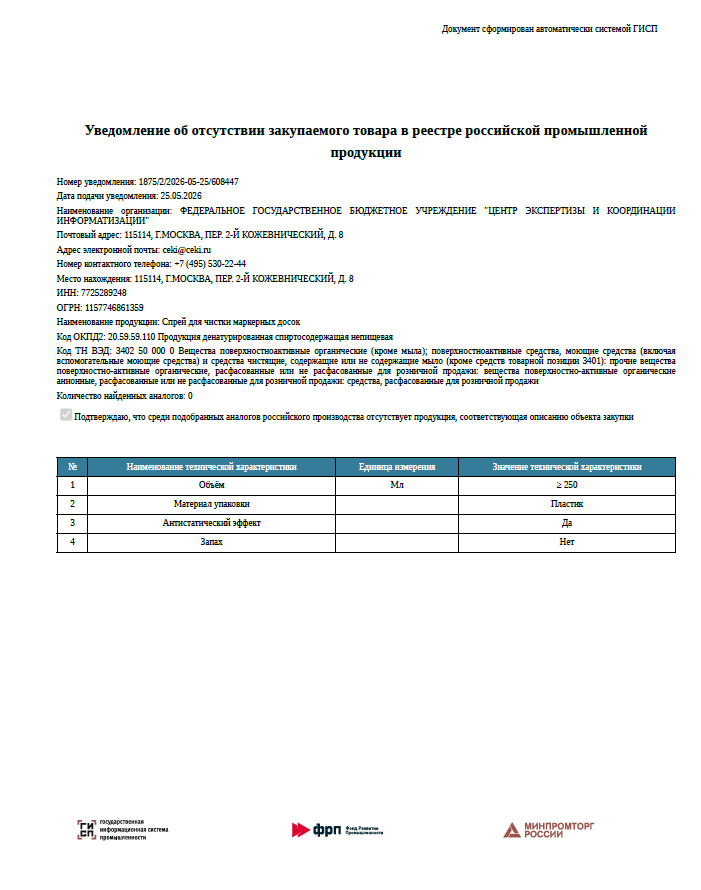 Документ сформирован автоматически системой ГИСП
Уведомление об отсутствии закупаемого товара в реестре российской промышленной
продукции
Номер уведомления: 1875/2/2026-05-25/608447
Дата подачи уведомления: 25.05.2026
Наименование организации: ФЕДЕРАЛЬНОЕ ГОСУДАРСТВЕННОЕ БЮДЖЕТНОЕ УЧРЕЖДЕНИЕ "ЦЕНТР ЭКСПЕРТИЗЫ И КООРДИНАЦИИ
ИНФОРМАТИЗАЦИИ"
Почтовый адрес: 115114, Г.МОСКВА, ПЕР. 2-Й КОЖЕВНИЧЕСКИЙ, Д. 8
Адрес электронной почты: ceki@ceki.ru
Номер контактного телефона: +7 (495) 530-22-44
Место нахождения: 115114, Г.МОСКВА, ПЕР. 2-Й КОЖЕВНИЧЕСКИЙ, Д. 8
ИНН: 7725289248
ОГРН: 1157746861359
Наименование продукции: Спрей для чистки маркерных досок
Код ОКПД2: 20.59.59.110 Продукция денатурированная спиртосодержащая непищевая
Код ТН ВЭД: 3402 50 000 0 Вещества поверхностноактивные органические (кроме мыла); поверхностноактивные средства, моющие средства (включая
вспомогательные моющие средства) и средства чистящие, содержащие или не содержащие мыло (кроме средств товарной позиции 3401): прочие вещества
поверхностно-активные органические, расфасованные или не расфасованные для розничной продажи: вещества поверхностно-активные органические
анионные, расфасованные или не расфасованные для розничной продажи: средства, расфасованные для розничной продажи
Количество найденных аналогов: 0
Подтверждаю, что среди подобранных аналогов российского производства отсутствует продукция, соответствующая описанию объекта закупки
№ Наименование технической характеристики Единица измерения Значение технической характеристики
1 Объём Мл ≥ 250
2 Материал упаковки Пластик
3 Антистатический эффект Да
4 Запах Нет
ГИСП государственная информационная система промышленности
фрп Фонд Развития Промышленности
МИНПРОМТОРГ РОССИИ